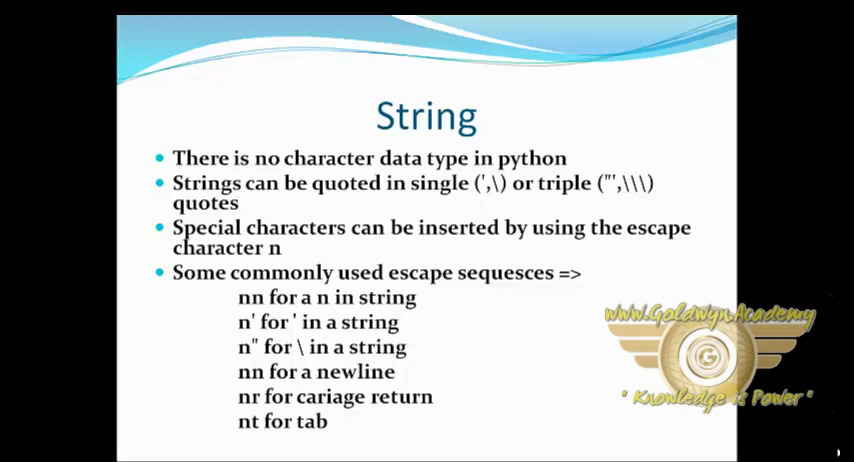 String
There is no character data type in python
Strings can be quoted in single (',\) or triple ("',\\\)
quotes
Special characters can be inserted by using the escape
character n
Some commonly used escape sequesces =>
nn for a n in string
n' for ' in a string
n" for \ in a string
nn for a newline
nr for cariage return
nt for tab
www.Goldwyn.Academy
G
" Knowledge is Power "